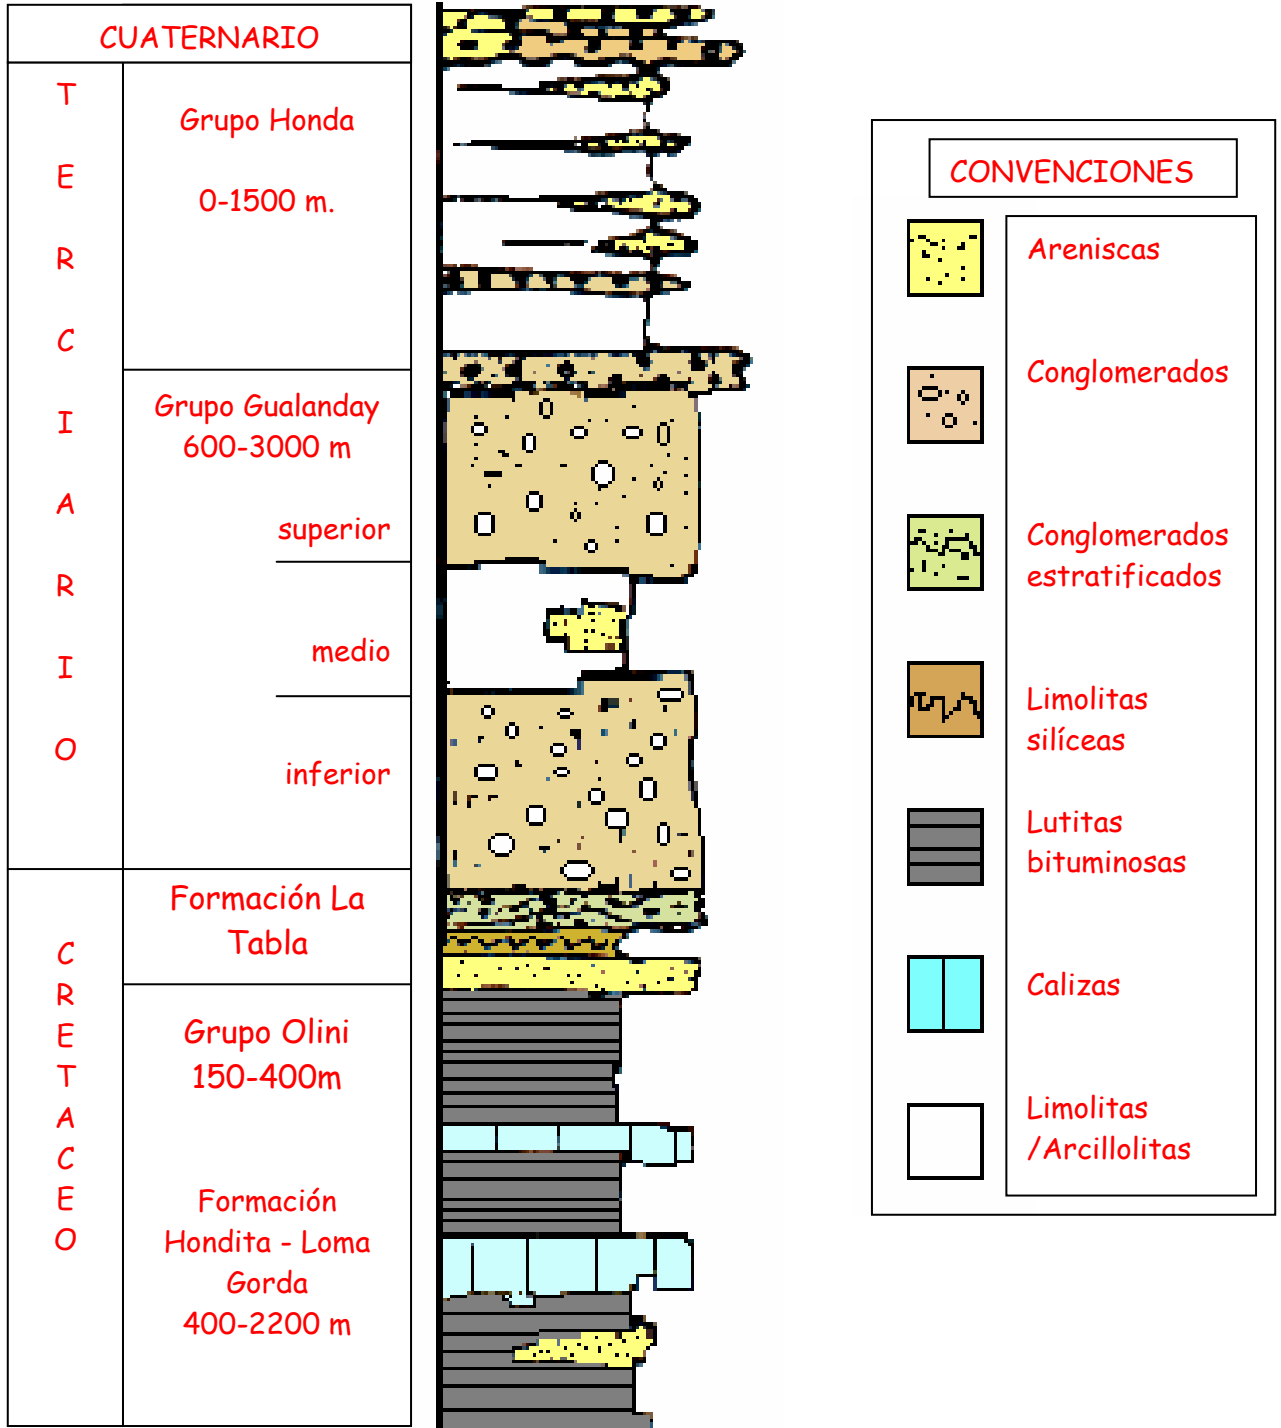 CUATERNARIO
T
E
R
C
I
A
R
I
O
Grupo Honda
0-1500 m.
Grupo Gualanday
600-3000 m
superior
medio
inferior
C
R
E
T
A
C
E
O
Formación La
Tabla
Grupo Olini
150-400m
Formación
Hondita - Loma
Gorda
400-2200 m
CONVENCIONES
Areniscas
Conglomerados
Conglomerados
estratificados
Limolitas
silíceas
Lutitas
bituminosas
Calizas
Limolitas
/Arcillolitas